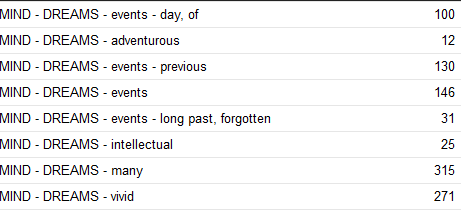 MIND - DREAMS - events - day, of 100
MIND - DREAMS - adventurous 12
MIND - DREAMS - events - previous 130
MIND - DREAMS - events 146
MIND - DREAMS - events - long past, forgotten 31
MIND - DREAMS - intellectual 25
MIND - DREAMS - many 315
MIND - DREAMS - vivid 271